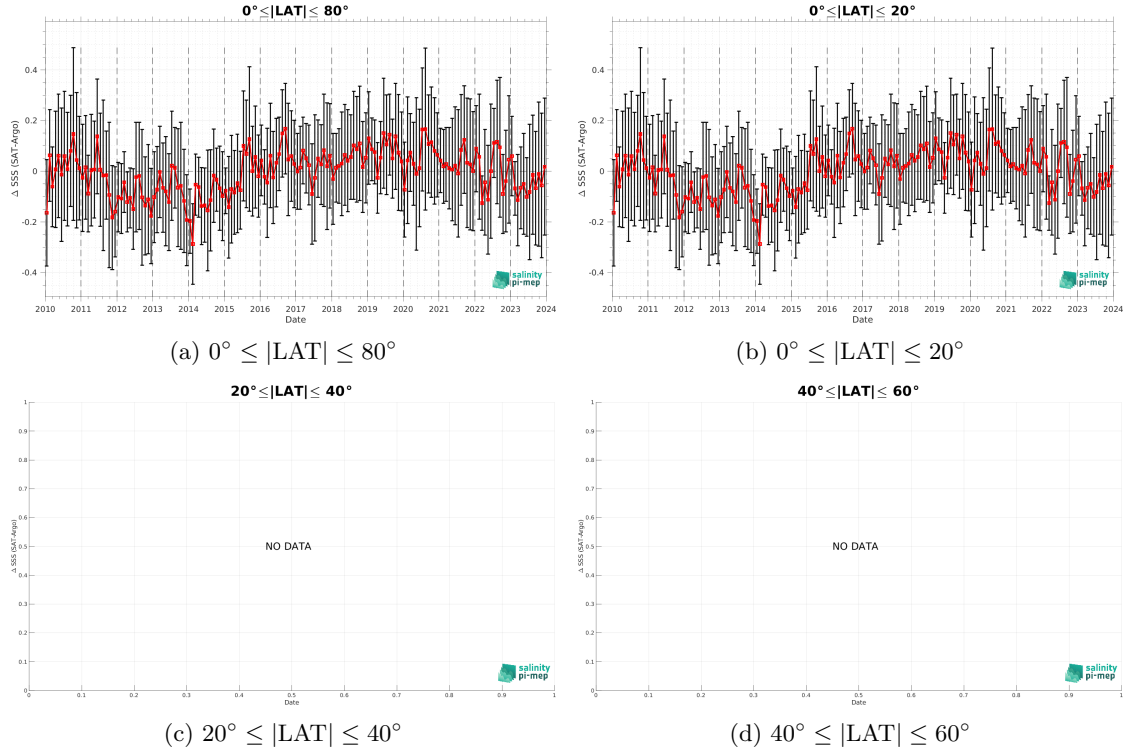 0°≤|LAT|≤ 80°
Δ SSS (SAT-Argo)
0.4
0.2
0
-0.2
-0.4
2010 2011 2012 2013 2014 2015 2016 2017 2018 2019 2020 2021 2022 2023 2024
Date
salinity
pi-mep
(a) 0° ≤ |LAT| ≤ 80°
0°≤|LAT|≤ 20°
Δ SSS (SAT-Argo)
0.4
0.2
0
-0.2
-0.4
2010 2011 2012 2013 2014 2015 2016 2017 2018 2019 2020 2021 2022 2023 2024
Date
salinity
pi-mep
(b) 0° ≤ |LAT| ≤ 20°
20°≤|LAT|≤ 40°
Δ SSS (SAT-Argo)
1
0.9
0.8
0.7
0.6
0.5
0.4
0.3
0.2
0.1
0
NO DATA
0 0.1 0.2 0.3 0.4 0.5 0.6 0.7 0.8 0.9 1
Date
salinity
pi-mep
(c) 20° ≤ |LAT| ≤ 40°
40°≤|LAT|≤ 60°
Δ SSS (SAT-Argo)
1
0.9
0.8
0.7
0.6
0.5
0.4
0.3
0.2
0.1
0
NO DATA
0 0.1 0.2 0.3 0.4 0.5 0.6 0.7 0.8 0.9 1
Date
salinity
pi-mep
(d) 40° ≤ |LAT| ≤ 60°